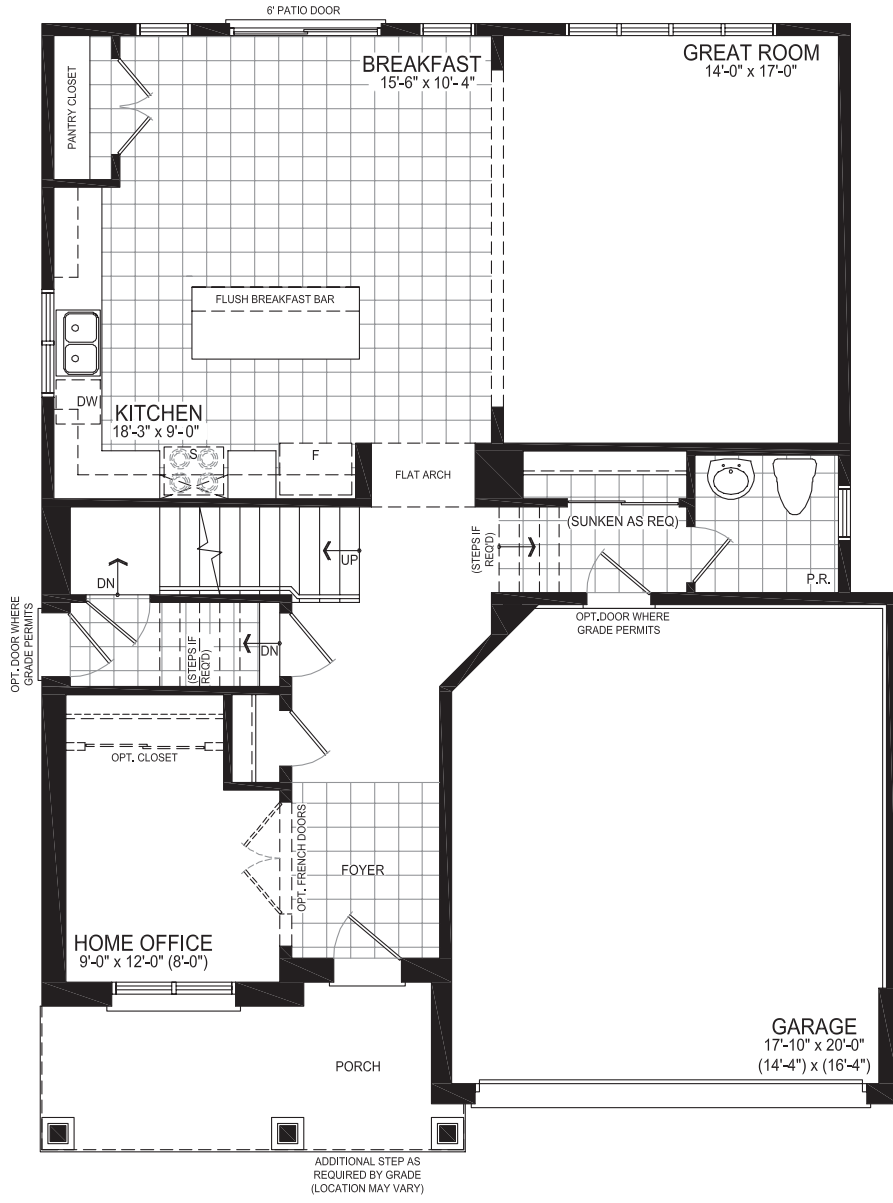 6' PATIO DOOR
PANTRY CLOSET
BREAKFAST
15'-6" x 10'- 4"
GREAT ROOM
14'-0" x 17'-0"
FLUSH BREAKFAST BAR
DW
KITCHEN
18'-3" x 9'-0"
S
F
FLAT ARCH
(SUNKEN AS REQ)
(STEPS IF
REQ'D)
UP
DN
P.R.
OPT.DOOR WHERE
GRADE PERMITS
OPT.DOOR WHERE
GRADE PERMITS
(STEPS IF
REQ'D)
DN
OPT. CLOSET
OPT. FRENCH DOORS
FOYER
HOME OFFICE
9'-0" x 12'-0" (8'-0")
GARAGE
17'-10" x 20'-0"
(14'-4") x (16'-4")
PORCH
ADDITIONAL STEP AS
REQUIRED BY GRADE
(LOCATION MAY VARY)